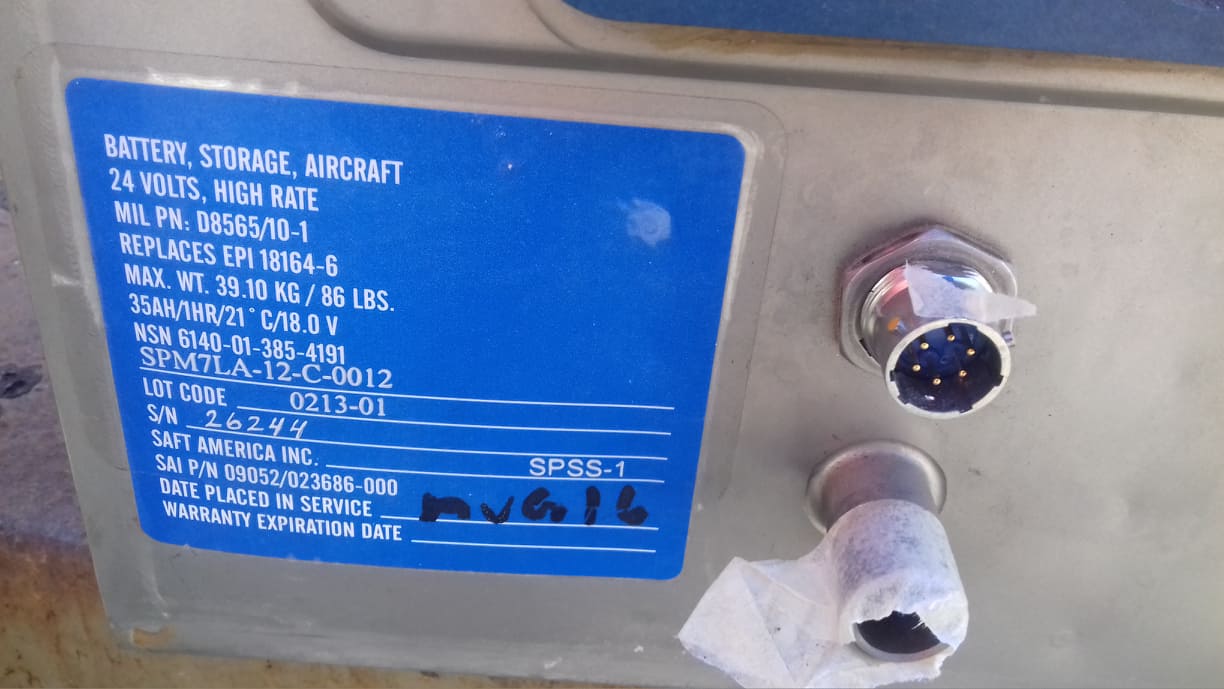 BATTERY, STORAGE, AIRCRAFT
24 VOLTS, HIGH RATE
MIL PN: D8565/10-1
REPLACES EPI 18164-6
MAX. WT. 39.10 KG / 86 LBS.
35AH/1HR/21°C/18.0 V
NSN 6140-01-385-4191
SPM7LA-12-C-0012
LOT CODE 0213-01
S/N 26244
SAFT AMERICA INC. SPSS-1
SAI P/N 09052/023686-000
DATE PLACED IN SERVICE
WARRANTY EXPIRATION DATE